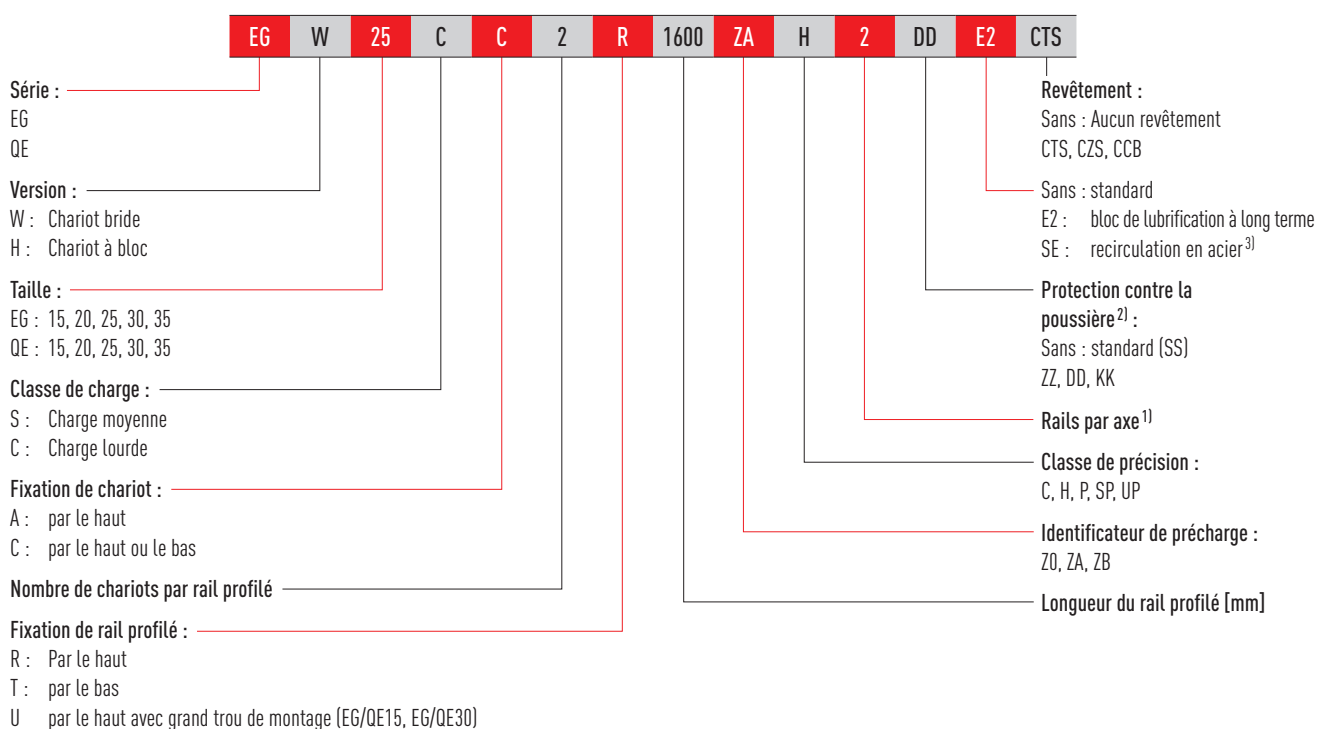 EG W 25 C C 2 R 1600 ZA H 2 DD E2 CTS
Série :
EG
QE
Version :
W : Chariot bride
H : Chariot à bloc
Taille :
EG : 15, 20, 25, 30, 35
QE : 15, 20, 25, 30, 35
Classe de charge :
S : Charge moyenne
C : Charge lourde
Fixation de chariot :
A : par le haut
C : par le haut ou le bas
Nombre de chariots par rail profilé
Fixation de rail profilé :
R : Par le haut
T : par le bas
U par le haut avec grand trou de montage (EG/QE15, EG/QE30)
Revêtement :
Sans : Aucun revêtement
CTS, CZS, CCB
Sans : standard
E2 : bloc de lubrification à long terme
SE : recirculation en acier 3)
Protection contre la
poussière 2) :
Sans : standard (SS)
ZZ, DD, KK
Rails par axe 1)
Classe de précision :
C, H, P, SP, UP
Identificateur de précharge :
Z0, ZA, ZB
Longueur du rail profilé [mm]